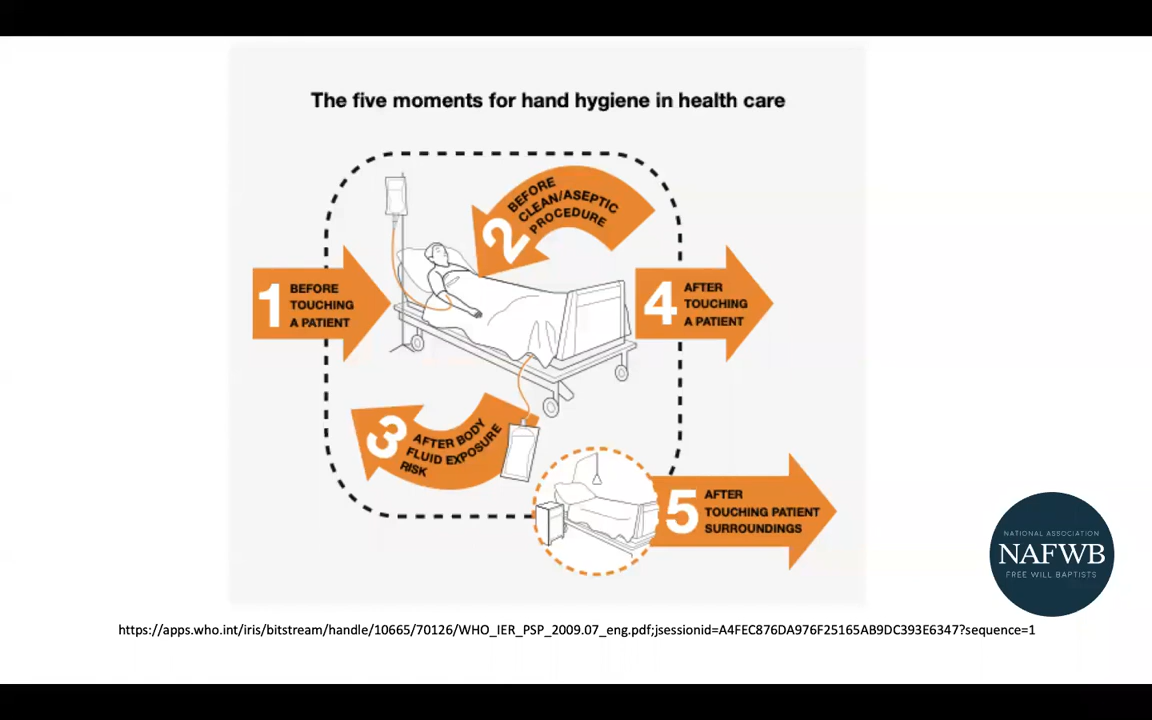 The five moments for hand hygiene in health care
1
BEFORE
TOUCHING
A PATIENT
2
BEFORE
CLEAN/ASEPTIC
PROCEDURE
3
AFTER BODY
FLUID EXPOSURE
RISK
4
AFTER
TOUCHING
A PATIENT
5
AFTER
TOUCHING PATIENT
SURROUNDINGS
NATIONAL ASSOCIATION
NAFWB
FREE WILL BAPTISTS
https://apps.who.int/iris/bitstream/handle/10665/70126/WHO_IER_PSP_2009.07_eng.pdf;jsessionid=A4FEC876DA976F25165AB9DC393E6347?sequence=1